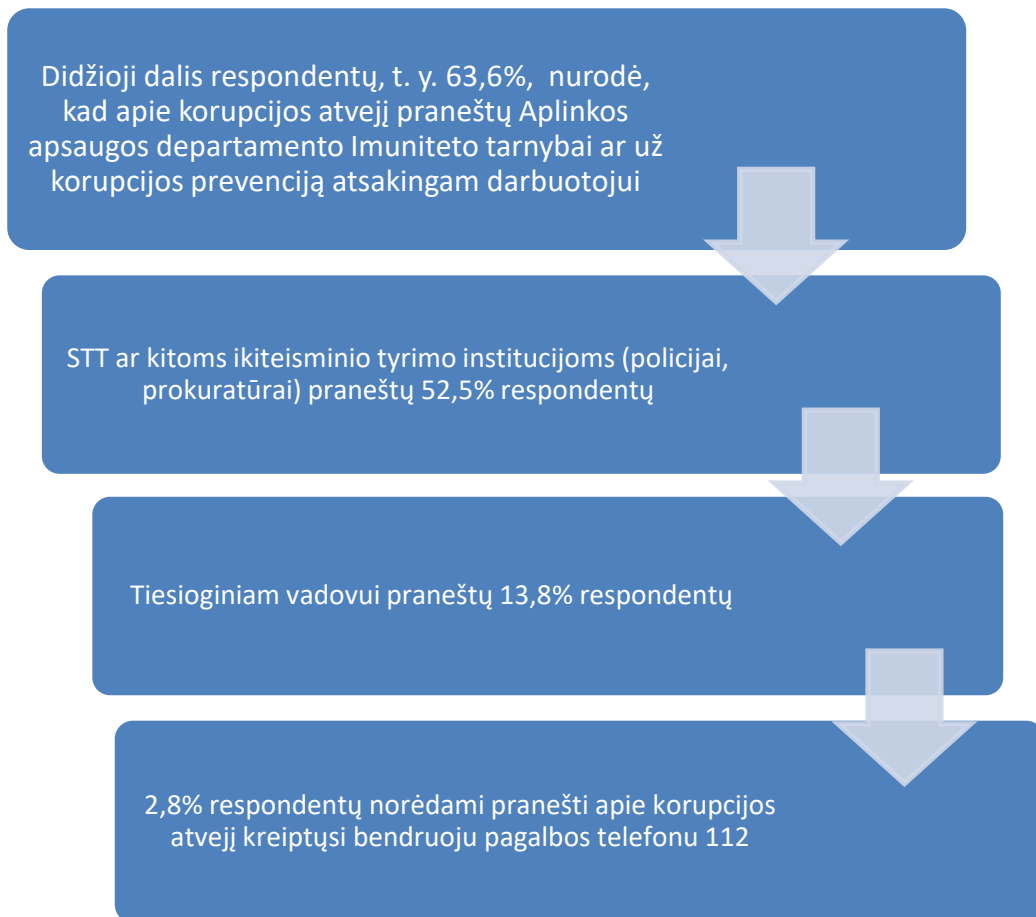 Didžioji dalis respondentų, t. y. 63,6%, nurodė,
kad apie korupcijos atvejį praneštų Aplinkos
apsaugos departamento Imuniteto tarnybai ar už
korupcijos prevenciją atsakingam darbuotojui
STT ar kitoms ikiteisminio tyrimo institucijoms (policijai,
prokuratūrai) praneštų 52,5% respondentų
Tiesioginiam vadovui praneštų 13,8% respondentų
2,8% respondentų norėdami pranešti apie korupcijos
atvejį kreiptųsi bendruoju pagalbos telefonu 112